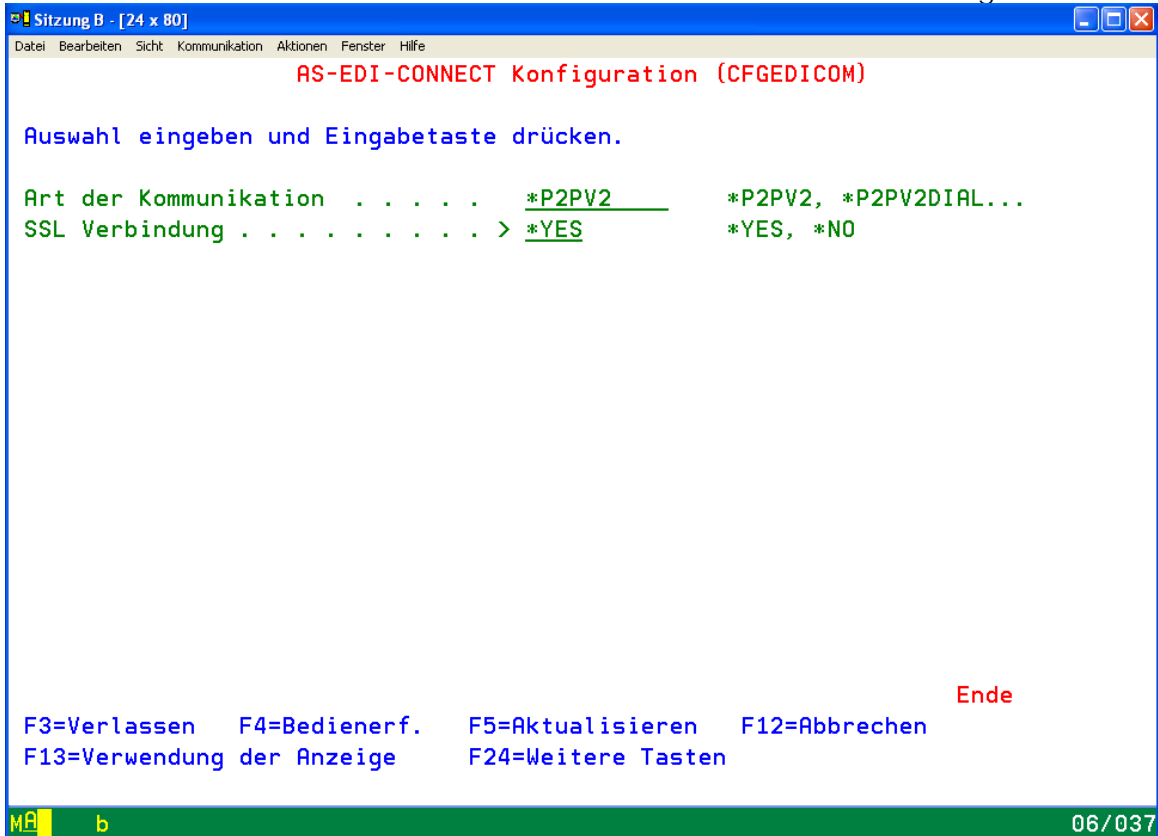 Sitzung B - [24 x 80]
Datei Bearbeiten Sicht Kommunikation Aktionen Fenster Hilfe
AS-EDI-CONNECT Konfiguration (CFGEDICOM)
Auswahl eingeben und Eingabetaste drücken.
Art der Kommunikation . . . . . *P2PV2 *P2PV2, *P2PV2DIAL...
SSL Verbindung . . . . . . . . . > *YES *YES, *NO
Ende
F3=Verlassen F4=Bedienerf. F5=Aktualisieren F12=Abbrechen
F13=Verwendung der Anzeige F24=Weitere Tasten
MA b 06/037